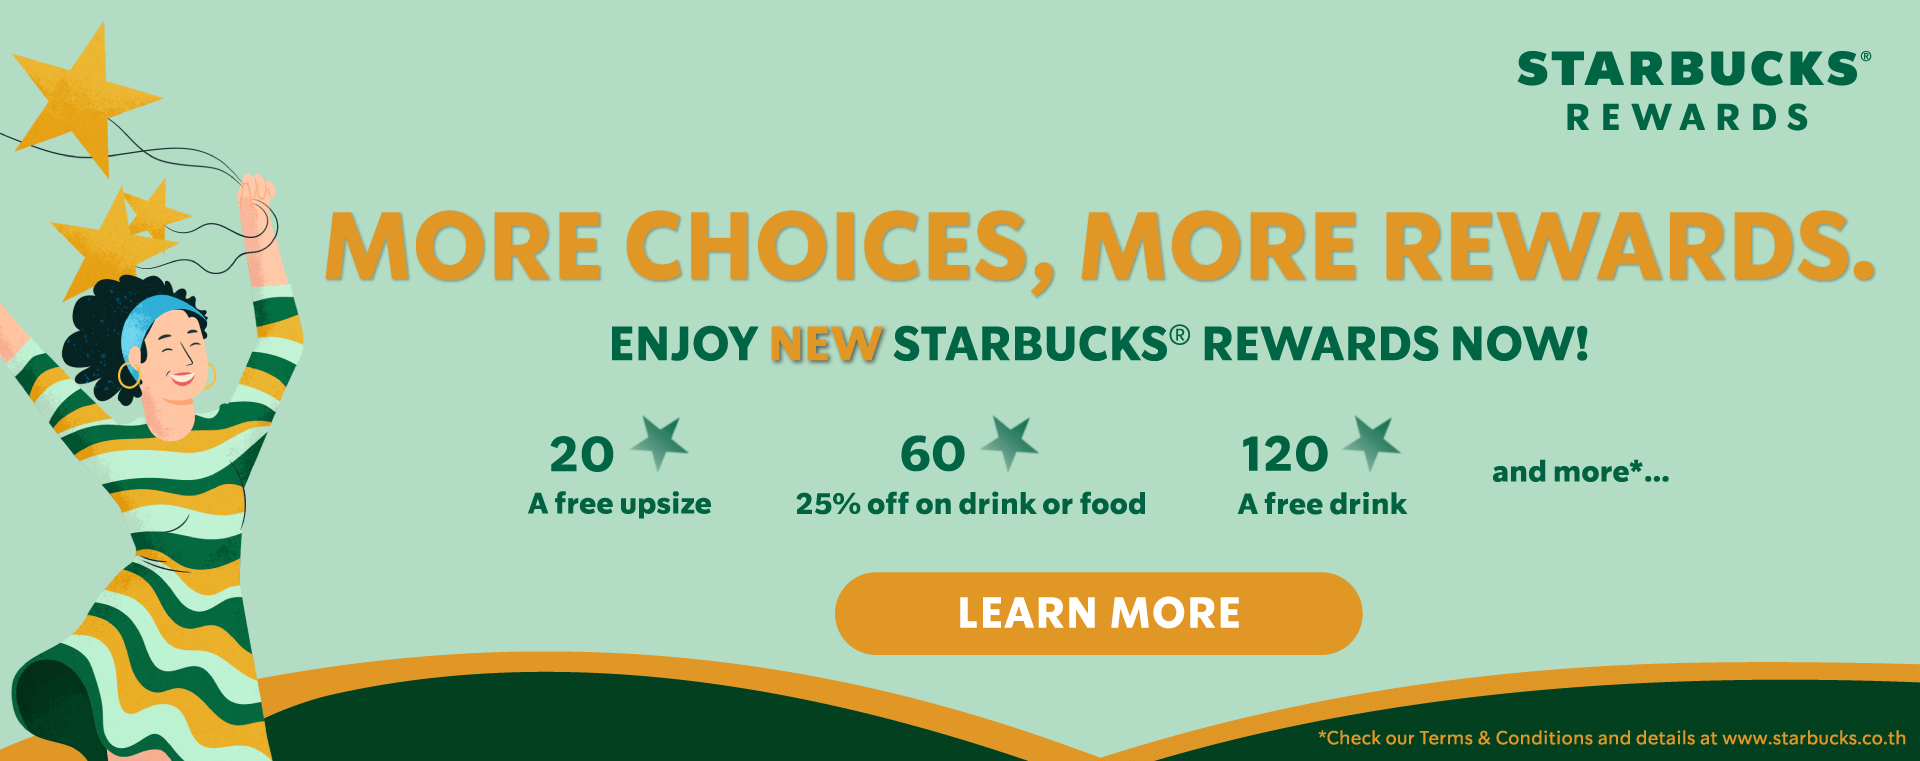 STARBUCKS®
REWARDS
MORE CHOICES, MORE REWARDS.
ENJOY NEW STARBUCKS® REWARDS NOW!
20
A free upsize
60
25% off on drink or food
120
A free drink
and more*...
LEARN MORE
*Check our Terms & Conditions and details at www.starbucks.co.th